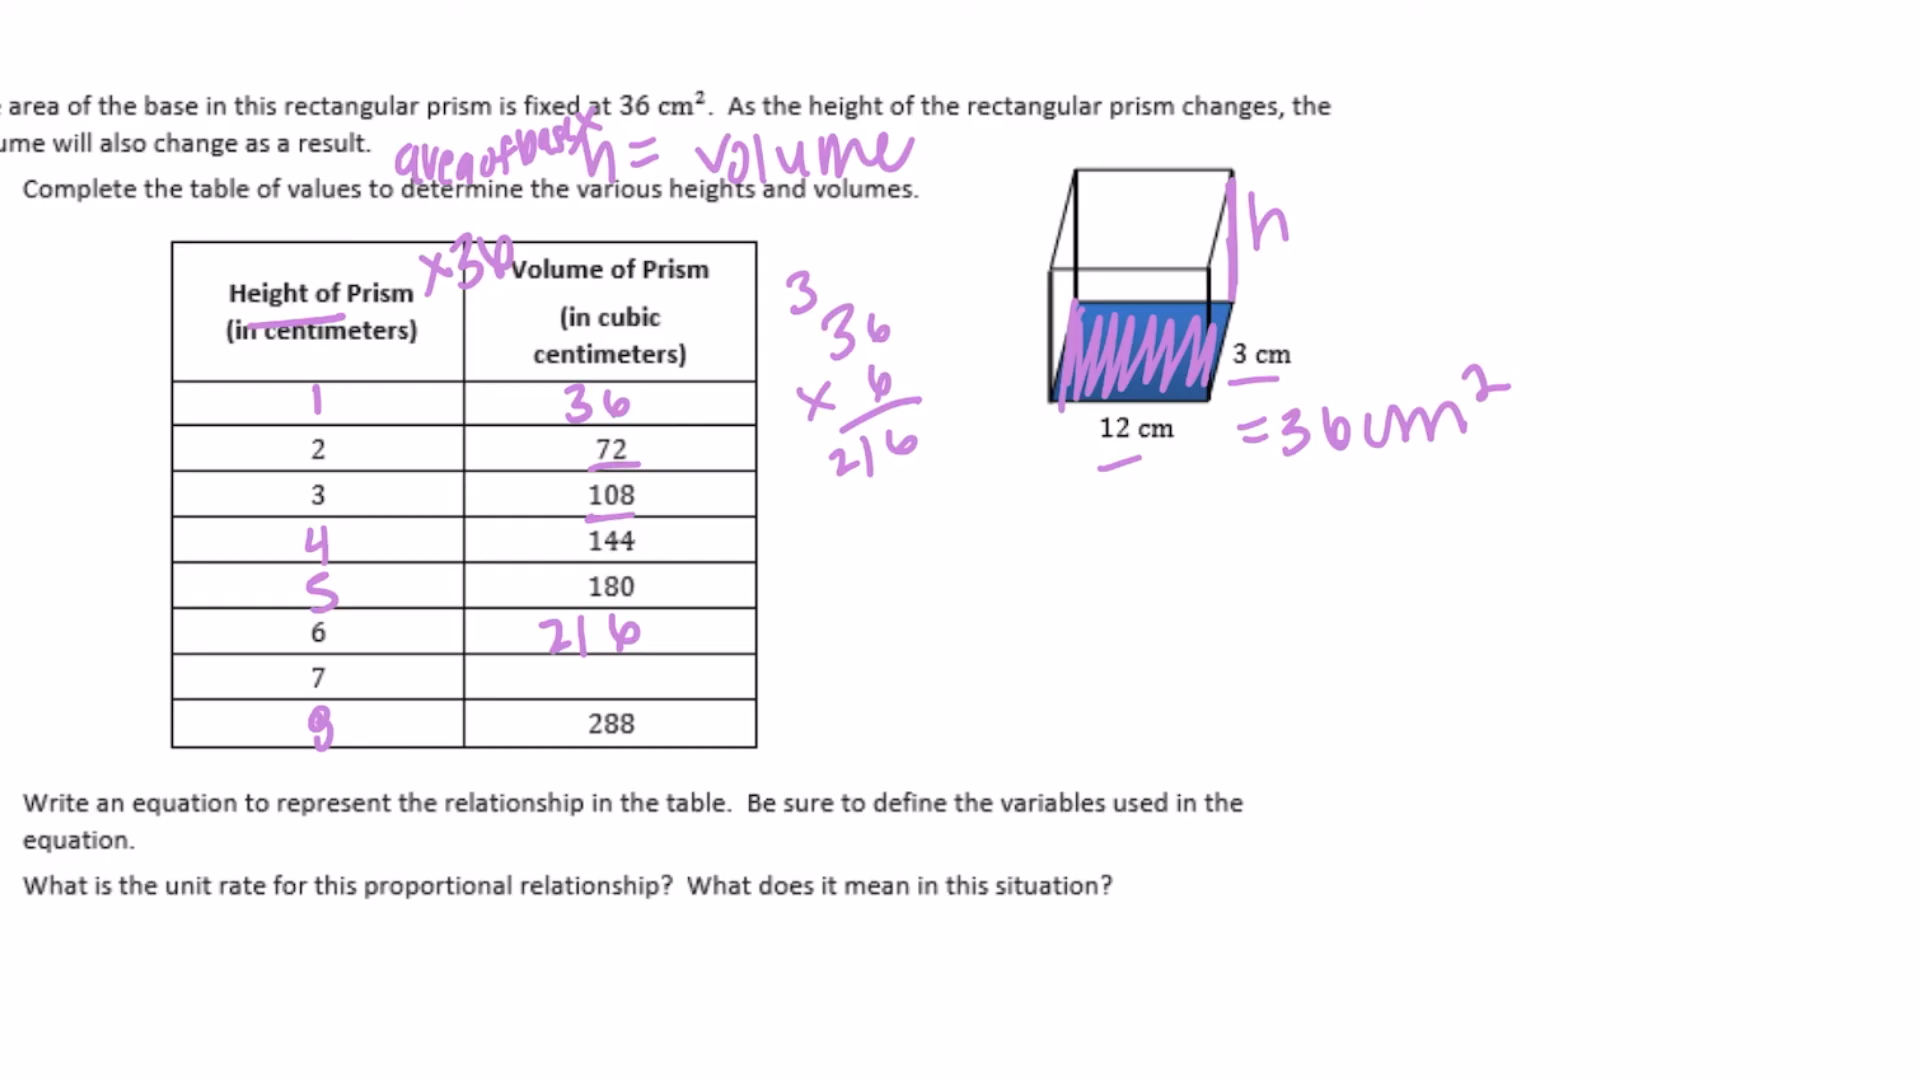 area of the base in this rectangular prism is fixed at 36 cm². As the height of the rectangular prism changes, the
ume will also change as a result.
area of base x h = volume
Complete the table of values to determine the various heights and volumes.
x36
Height of Prism
(in centimeters)
Volume of Prism
(in cubic
centimeters)
1 36
2 72
3 108
4 144
5 180
6 216
7
8 288
3
36
x 6
216
h
3 cm
12 cm
=36cm²
Write an equation to represent the relationship in the table. Be sure to define the variables used in the
equation.
What is the unit rate for this proportional relationship? What does it mean in this situation?